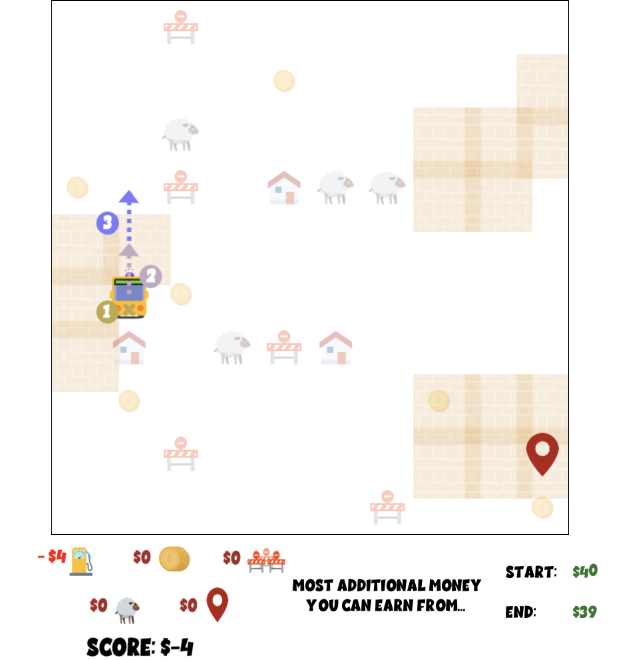 3
2
1
- $4
$0
$0
$0
$0
SCORE: $-4
MOST ADDITIONAL MONEY
YOU CAN EARN FROM...
START: $40
END: $39